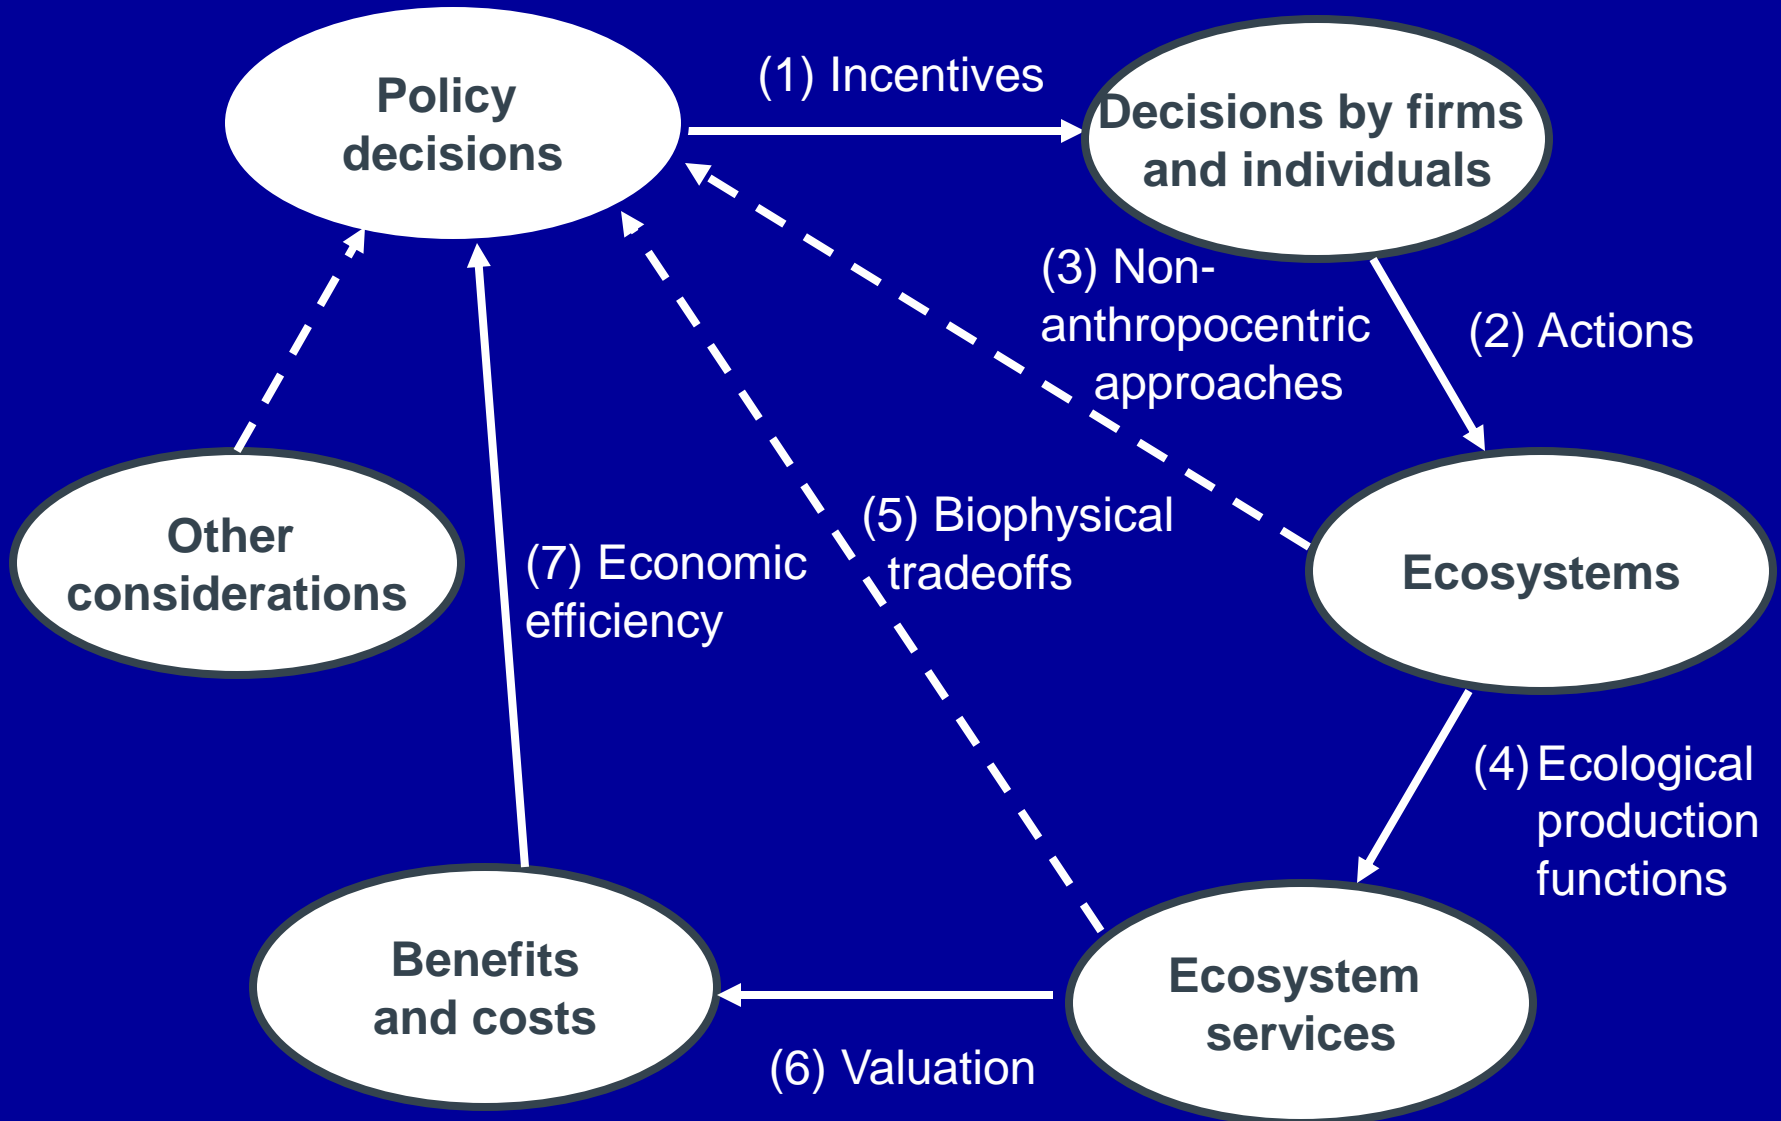 Policy
decisions
(1) Incentives
Decisions by firms
and individuals
(3) Non-
anthropocentric
approaches
(2) Actions
Other
considerations
(7) Economic
efficiency
(5) Biophysical
tradeoffs
Ecosystems
(4) Ecological
production
functions
Benefits
and costs
(6) Valuation
Ecosystem
services